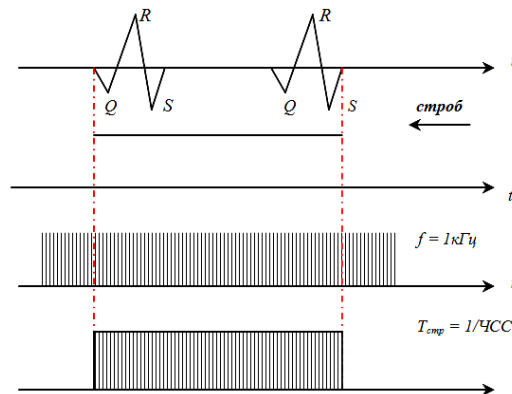 R R
Q S Q S
строб
t
f = 1кГц
Tстр = 1/ЧСС